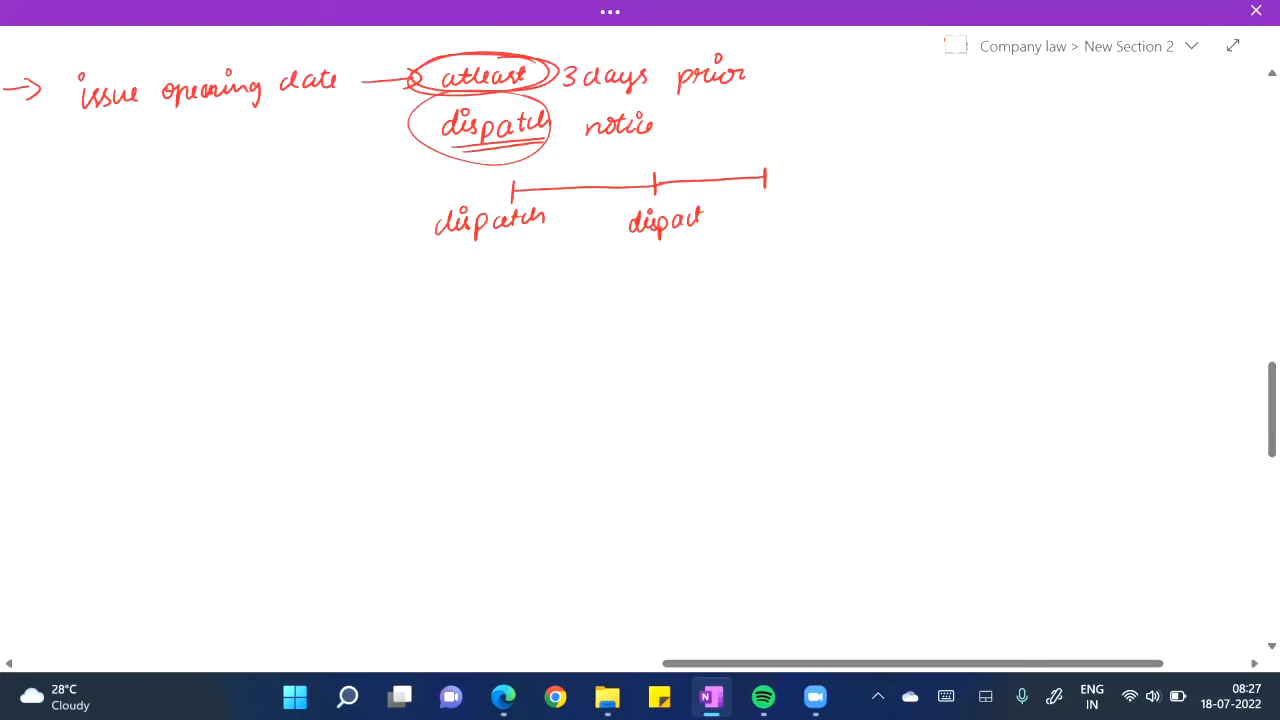 Company law > New Section 2
issue opening date → atleast 3 days prior
dispatch notice
dispatch dispact
28°C
Cloudy
ENG
IN
08:27
18-07-2022